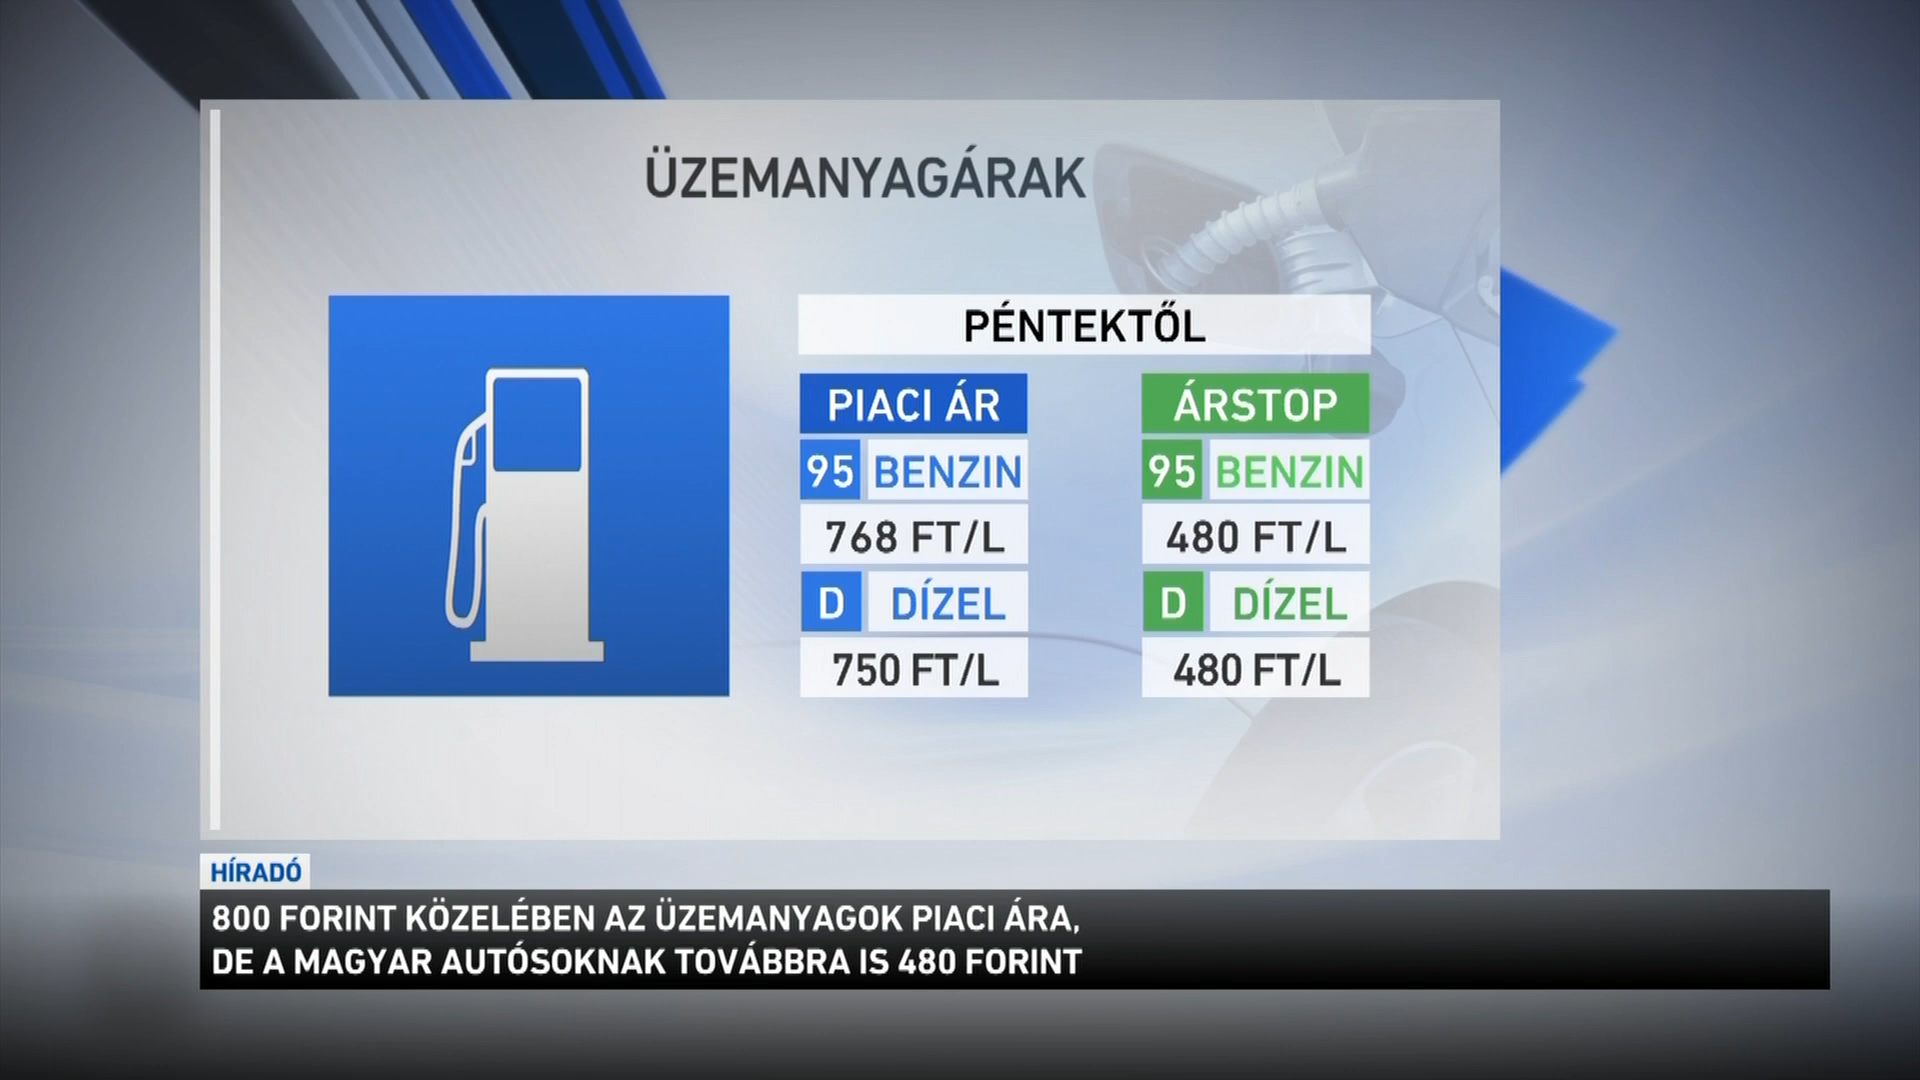 ÜZEMANYAGÁRAK
PÉNTEKTŐL
PIACI ÁR
95 BENZIN
768 FT/L
D DÍZEL
750 FT/L
ÁRSTOP
95 BENZIN
480 FT/L
D DÍZEL
480 FT/L
HÍRADÓ
800 FORINT KÖZELÉBEN AZ ÜZEMANYAGOK PIACI ÁRA,
DE A MAGYAR AUTÓSOKNAK TOVÁBBRA IS 480 FORINT